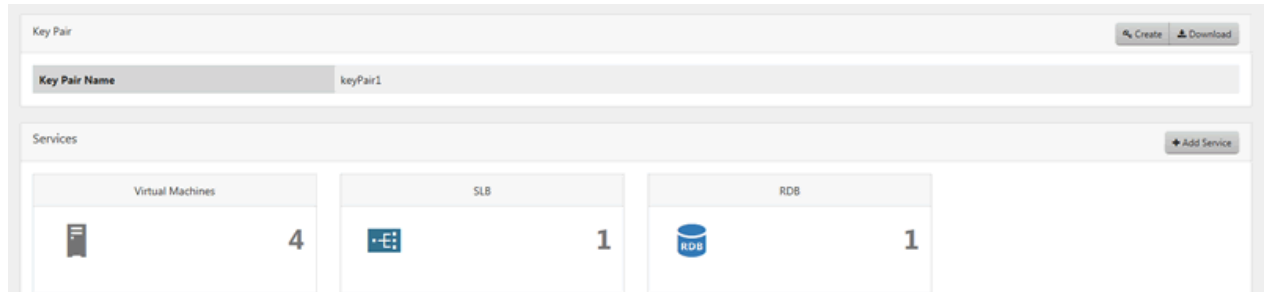 Key Pair
Create Download
Key Pair Name keyPair1
Services
Add Service
Virtual Machines SLB RDB
4 1 RDB 1